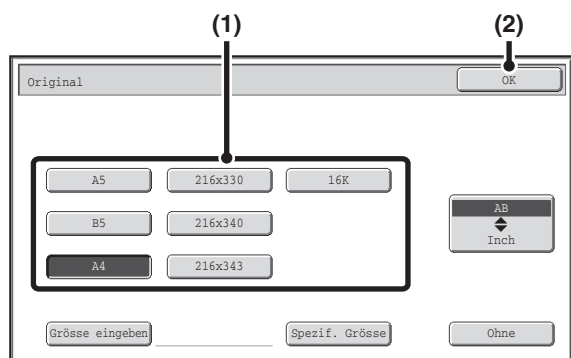 (1) (2)
Original OK
A5 216x330 16K
AB
B5 216x340
Inch
A4 216x343
Grösse eingeben Spezif. Grösse Ohne